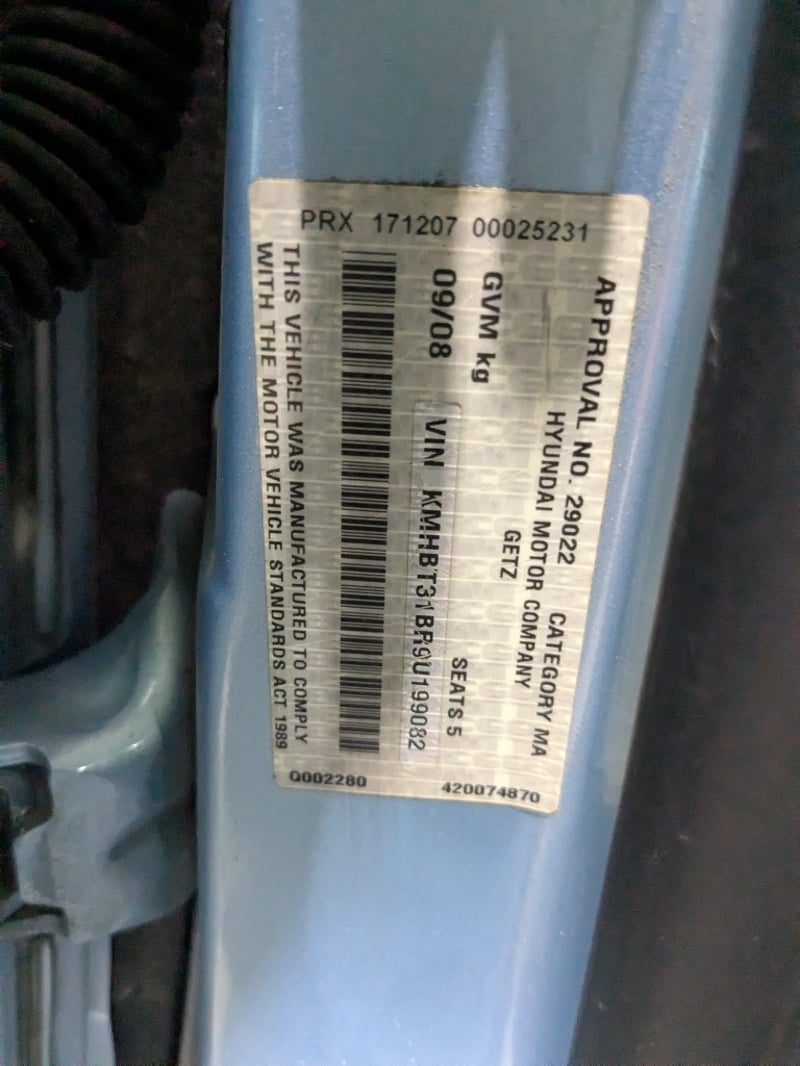 PRX 171207 00025231
APPROVAL NO. 29022 CATEGORY MA
HYUNDAI MOTOR COMPANY
GETZ
GVM kg
SEATS 5
09/08 VIN KMHBT31BR9U199082
THIS VEHICLE WAS MANUFACTURED TO COMPLY
WITH THE MOTOR VEHICLE STANDARDS ACT 1989
Q002280
420074870